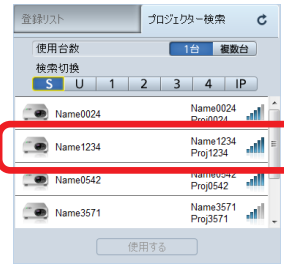 登録リスト プロジェクター検索
使用台数 1台 複数台
検索切換
S U 1 2 3 4 IP
Name0024 Name0024
Proj0024
Name1234 Name1234
Proj1234
Name0542 Name0542
Proj0542
Name3571 Name3571
Proj3571
使用する